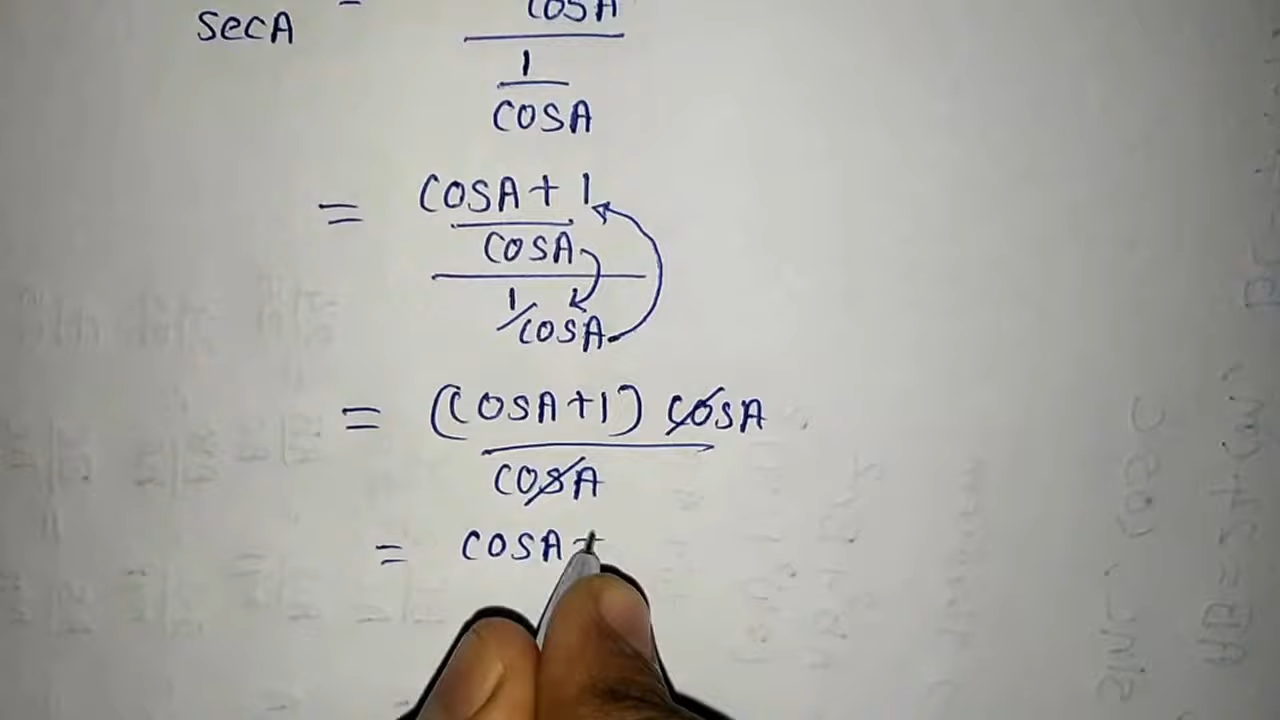 secA = cosA
1
cosA
= cosA + 1
cosA
1/cosA
= (cosA+1) cosA
cosA
= cosA +